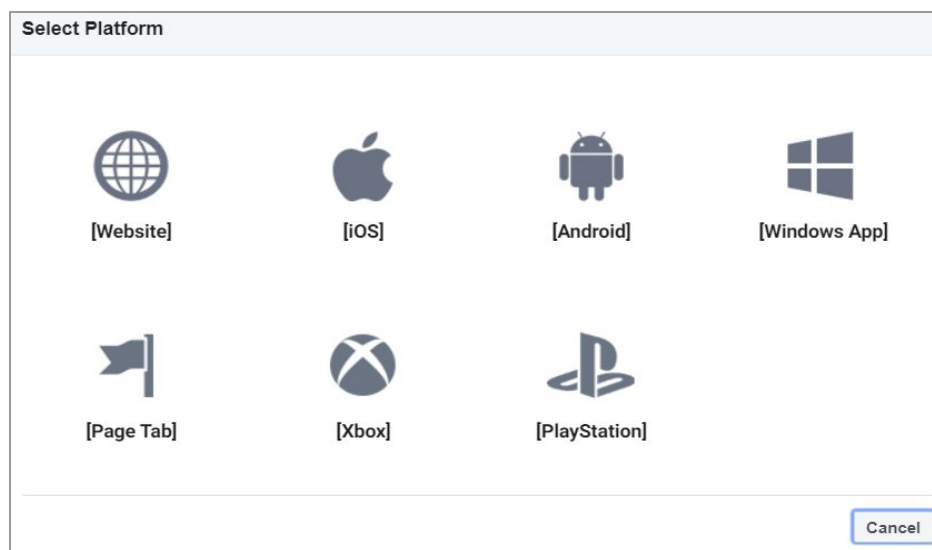 Select Platform
[Website] [iOS] [Android] [Windows App]
[Page Tab] [Xbox] [PlayStation]
Cancel